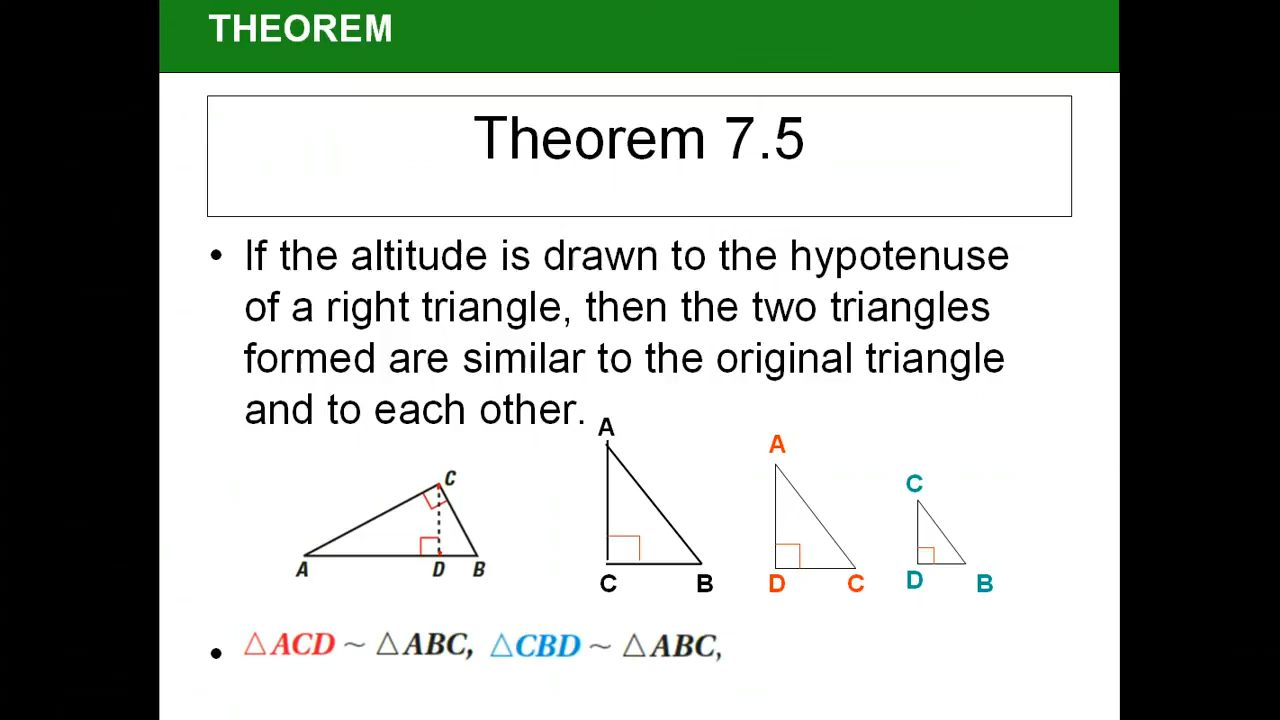 THEOREM
Theorem 7.5
• If the altitude is drawn to the hypotenuse
of a right triangle, then the two triangles
formed are similar to the original triangle
and to each other.
C
A D B
A
C B
A
D C
C
D B
• △ACD ~ △ABC, △CBD ~ △ABC,